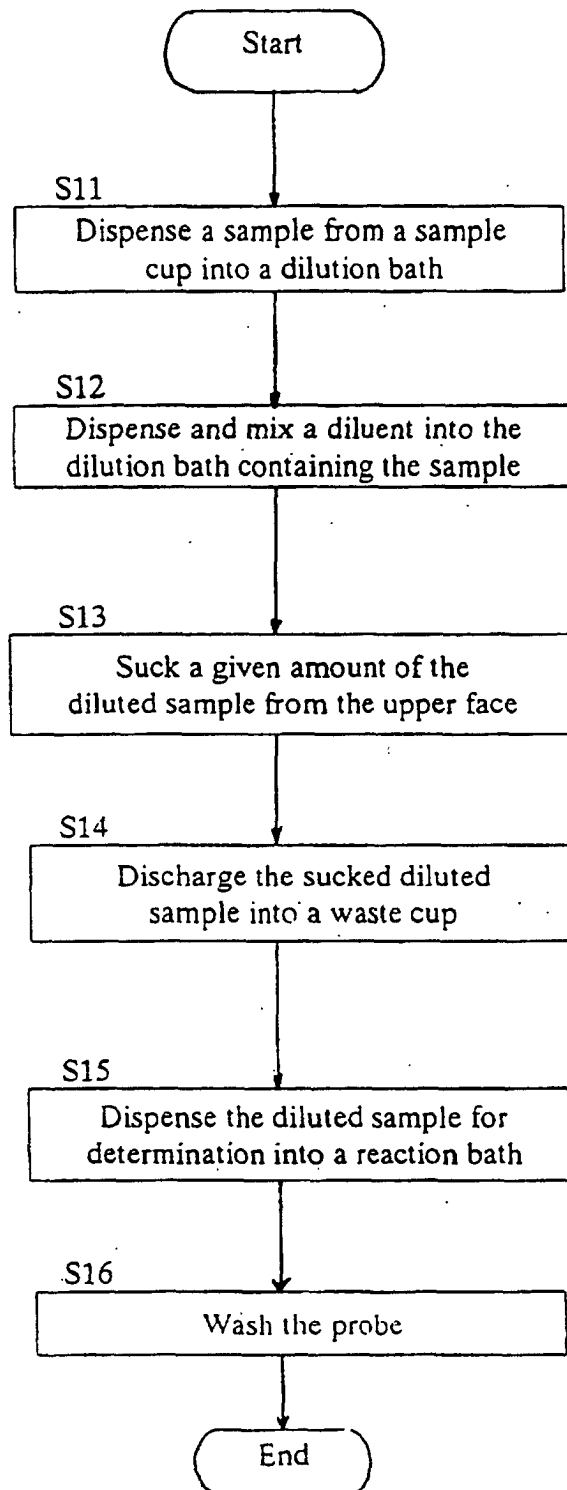 Start
S11
Dispense a sample from a sample
cup into a dilution bath
S12
Dispense and mix a diluent into the
dilution bath containing the sample
S13
Suck a given amount of the
diluted sample from the upper face
S14
Discharge the sucked diluted
sample into a waste cup
S15
Dispense the diluted sample for
determination into a reaction bath
S16
Wash the probe
End